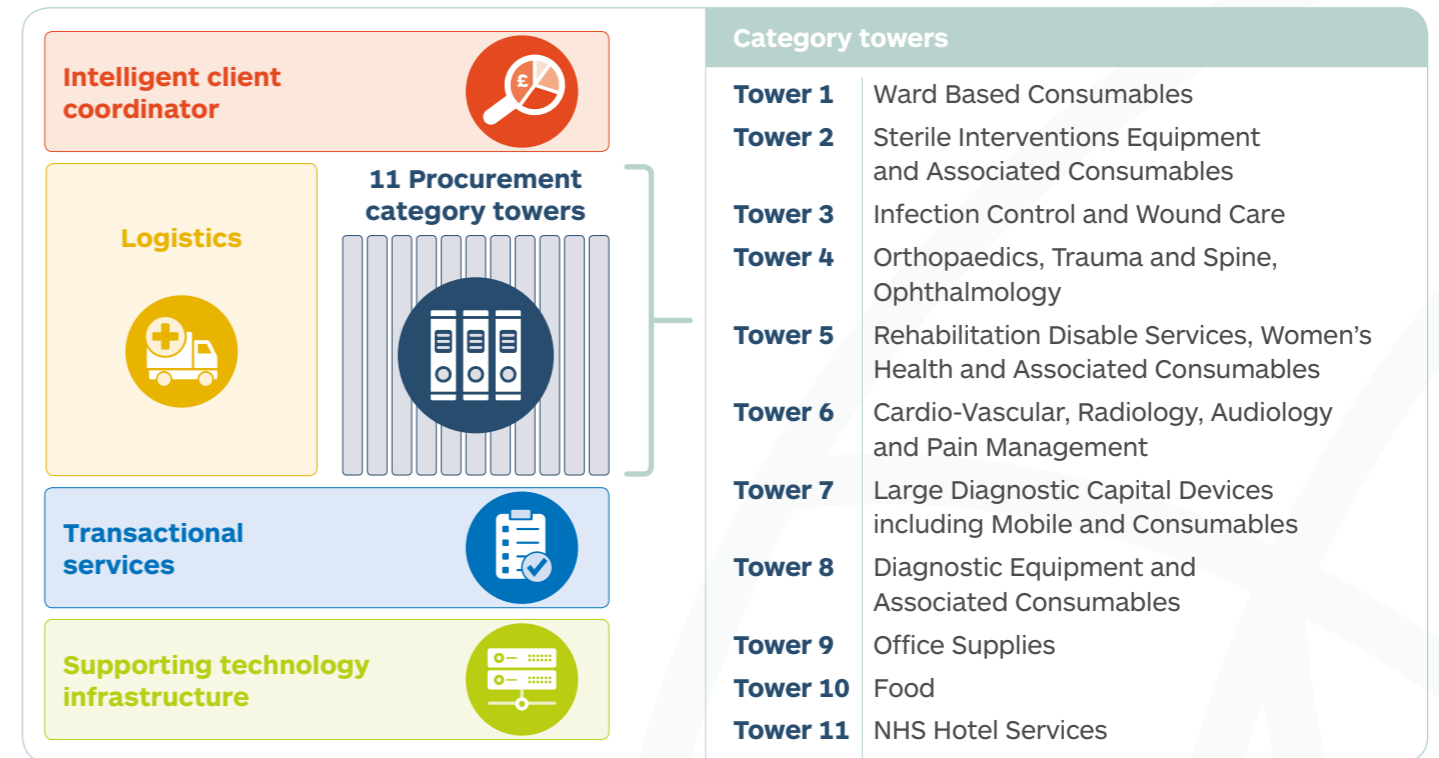 Intelligent client
coordinator
£
Logistics
11 Procurement
category towers
Transactional
services
Supporting technology
infrastructure
Category towers
Tower 1 Ward Based Consumables
Tower 2 Sterile Interventions Equipment
and Associated Consumables
Tower 3 Infection Control and Wound Care
Tower 4 Orthopaedics, Trauma and Spine,
Ophthalmology
Tower 5 Rehabilitation Disable Services, Women’s
Health and Associated Consumables
Tower 6 Cardio-Vascular, Radiology, Audiology
and Pain Management
Tower 7 Large Diagnostic Capital Devices
including Mobile and Consumables
Tower 8 Diagnostic Equipment and
Associated Consumables
Tower 9 Office Supplies
Tower 10 Food
Tower 11 NHS Hotel Services